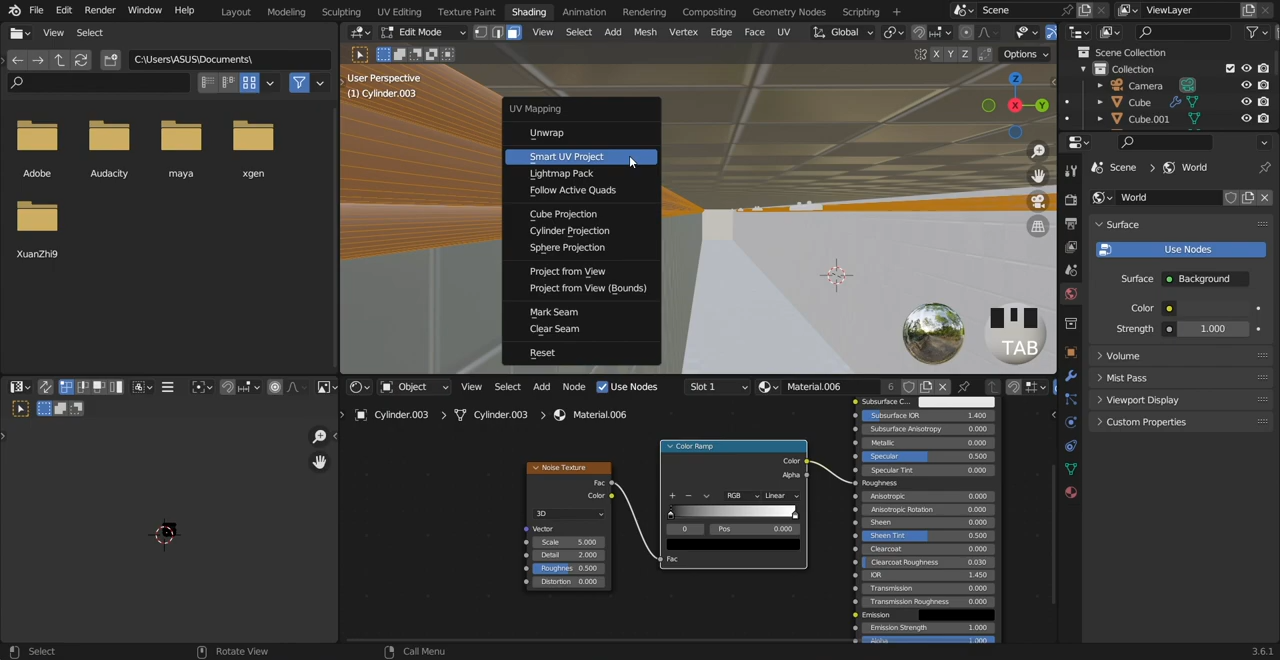 File Edit Render Window Help Layout Modeling Sculpting UV Editing Texture Paint Shading Animation Rendering Compositing Geometry Nodes Scripting + Scene ViewLayer
View Select
Edit Mode View Select Add Mesh Vertex Edge Face UV Global
C:\Users\ASUS\Documents\
X Y Z Options
Adobe
Audacity
maya
xgen
XuanZhi9
User Perspective
(1) Cylinder.003
Z
X
Y
UV Mapping
Unwrap
Smart UV Project
Lightmap Pack
Follow Active Quads
Cube Projection
Cylinder Projection
Sphere Projection
Project from View
Project from View (Bounds)
Mark Seam
Clear Seam
Reset
TAB
Scene Collection
Collection
Camera
Cube
Cube.001
Scene > World
World
Surface
Use Nodes
Surface Background
Color
Strength 1.000
Volume
Mist Pass
Viewport Display
Custom Properties
Object View Select Add Node Use Nodes Slot 1 Material.006 6
Cylinder.003 > Cylinder.003 > Material.006
Noise Texture
Fac
Color
3D
Vector
Scale 5.000
Detail 2.000
Roughnes 0.500
Distortion 0.000
Color Ramp
Color
Alpha
RGB Linear
0 Pos 0.000
Fac
Subsurface C...
Subsurface IOR 1.400
Subsurface Anisotropy 0.000
Metallic 0.000
Specular 0.500
Specular Tint 0.000
Roughness
Anisotropic 0.000
Anisotropic Rotation 0.000
Sheen 0.000
Sheen Tint 0.500
Clearcoat 0.000
Clearcoat Roughness 0.030
IOR 1.450
Transmission 0.000
Transmission Roughness 0.000
Emission
Emission Strength 1.000
Alpha 1.000
Select Rotate View Call Menu 3.6.1